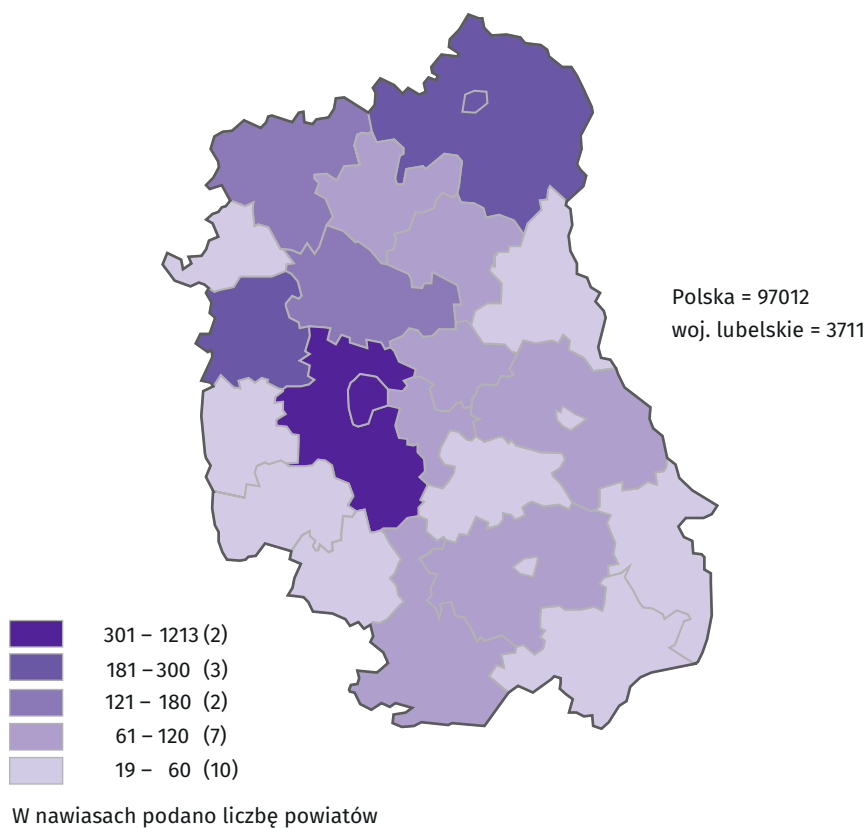 Polska = 97012
woj. lubelskie = 3711
301 – 1213 (2)
181 – 300 (3)
121 – 180 (2)
61 – 120 (7)
19 – 60 (10)
W nawiasach podano liczbę powiatów